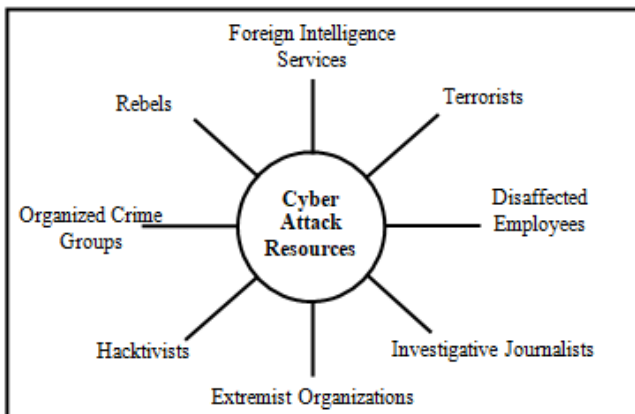 Foreign Intelligence
Services
Rebels
Terrorists
Cyber
Attack
Resources
Organized Crime
Groups
Disaffected
Employees
Hacktivists
Investigative Journalists
Extremist Organizations